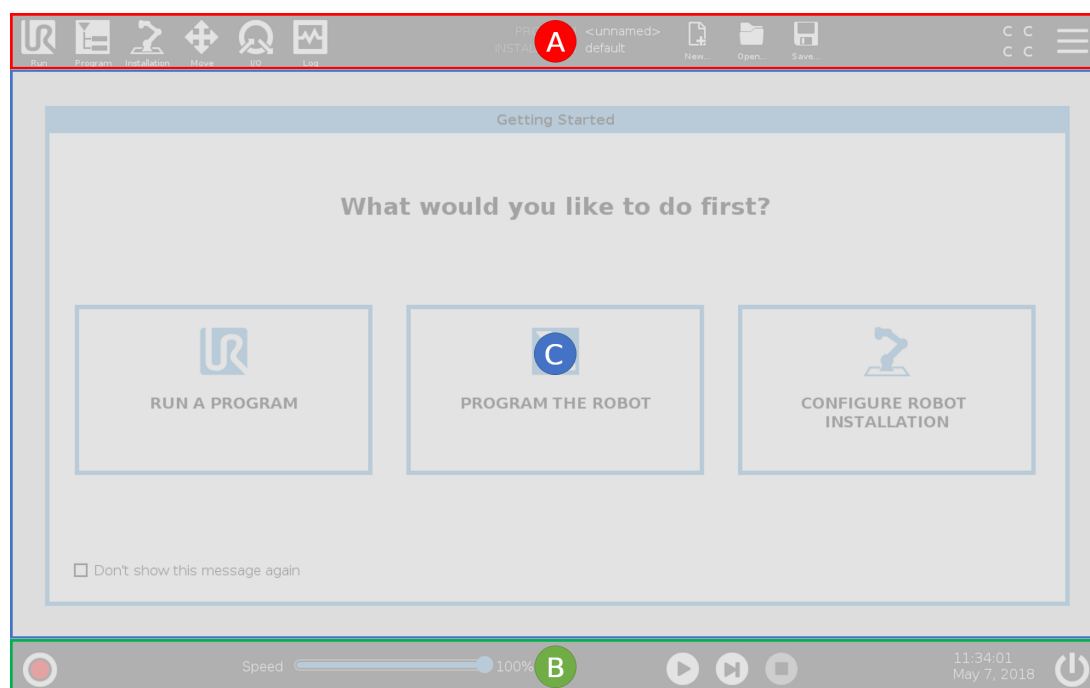 A
<unnamed>
default
Run
Program
Installation
Move
I/O
Log
New...
Open...
Save...
C C
C C
Getting Started
What would you like to do first?
C
RUN A PROGRAM
PROGRAM THE ROBOT
CONFIGURE ROBOT
INSTALLATION
Don't show this message again
Speed
100%
B
11:34:01
May 7, 2018